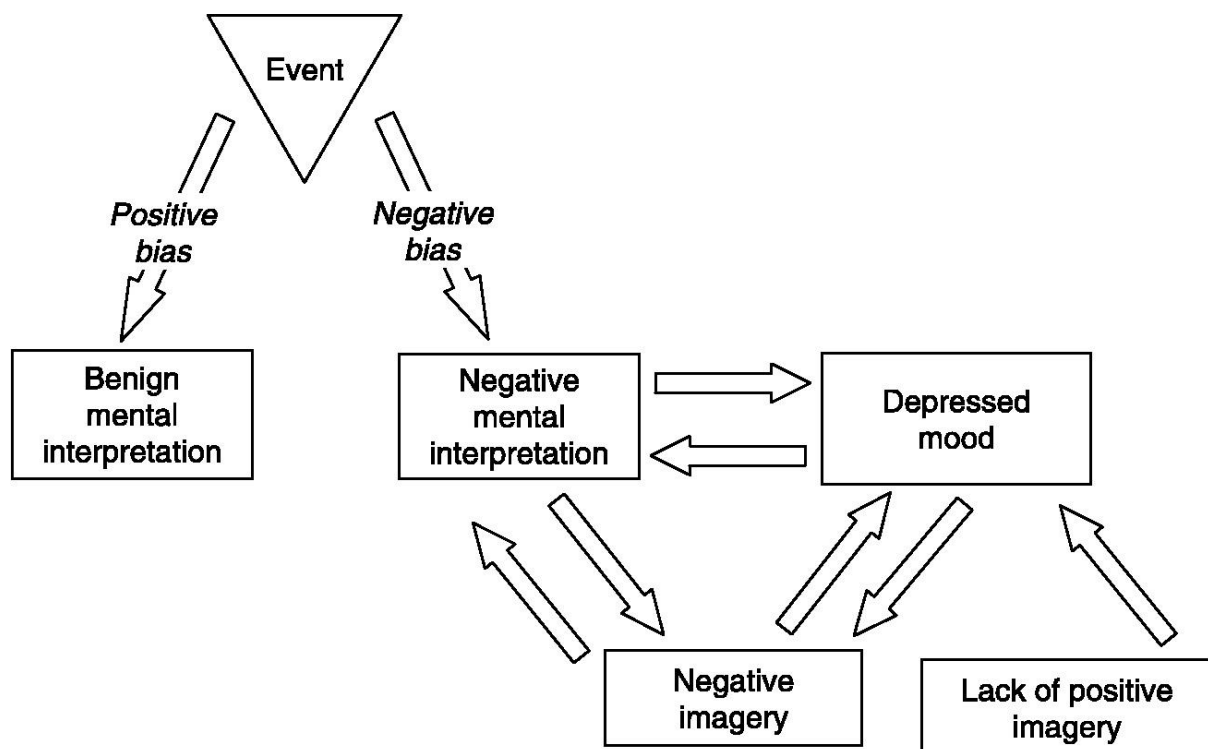 Event
Positive
bias
Negative
bias
Benign
mental
interpretation
Negative
mental
interpretation
Depressed
mood
Negative
imagery
Lack of positive
imagery